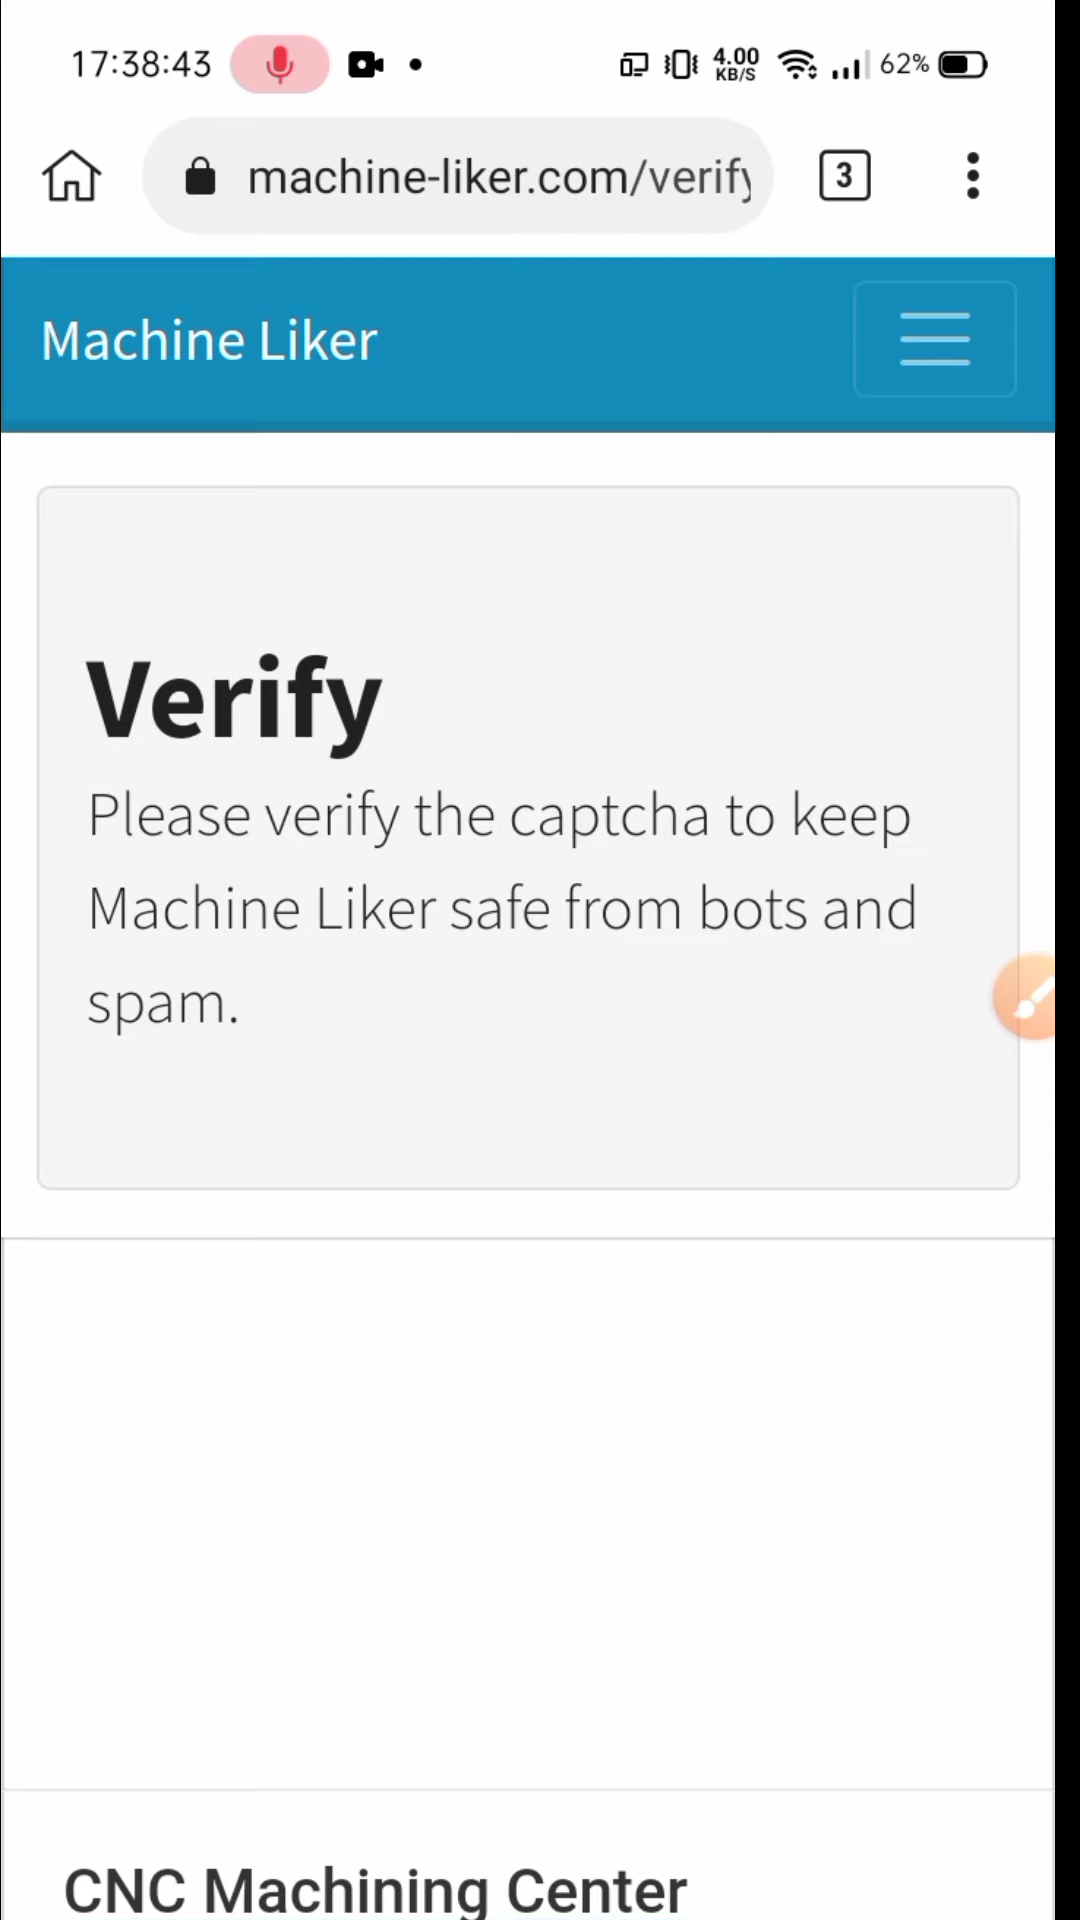 17:38:43 4.00 KB/S 62%
machine-liker.com/verify 3
Machine Liker
Verify
Please verify the captcha to keep
Machine Liker safe from bots and
spam.
CNC Machining Center